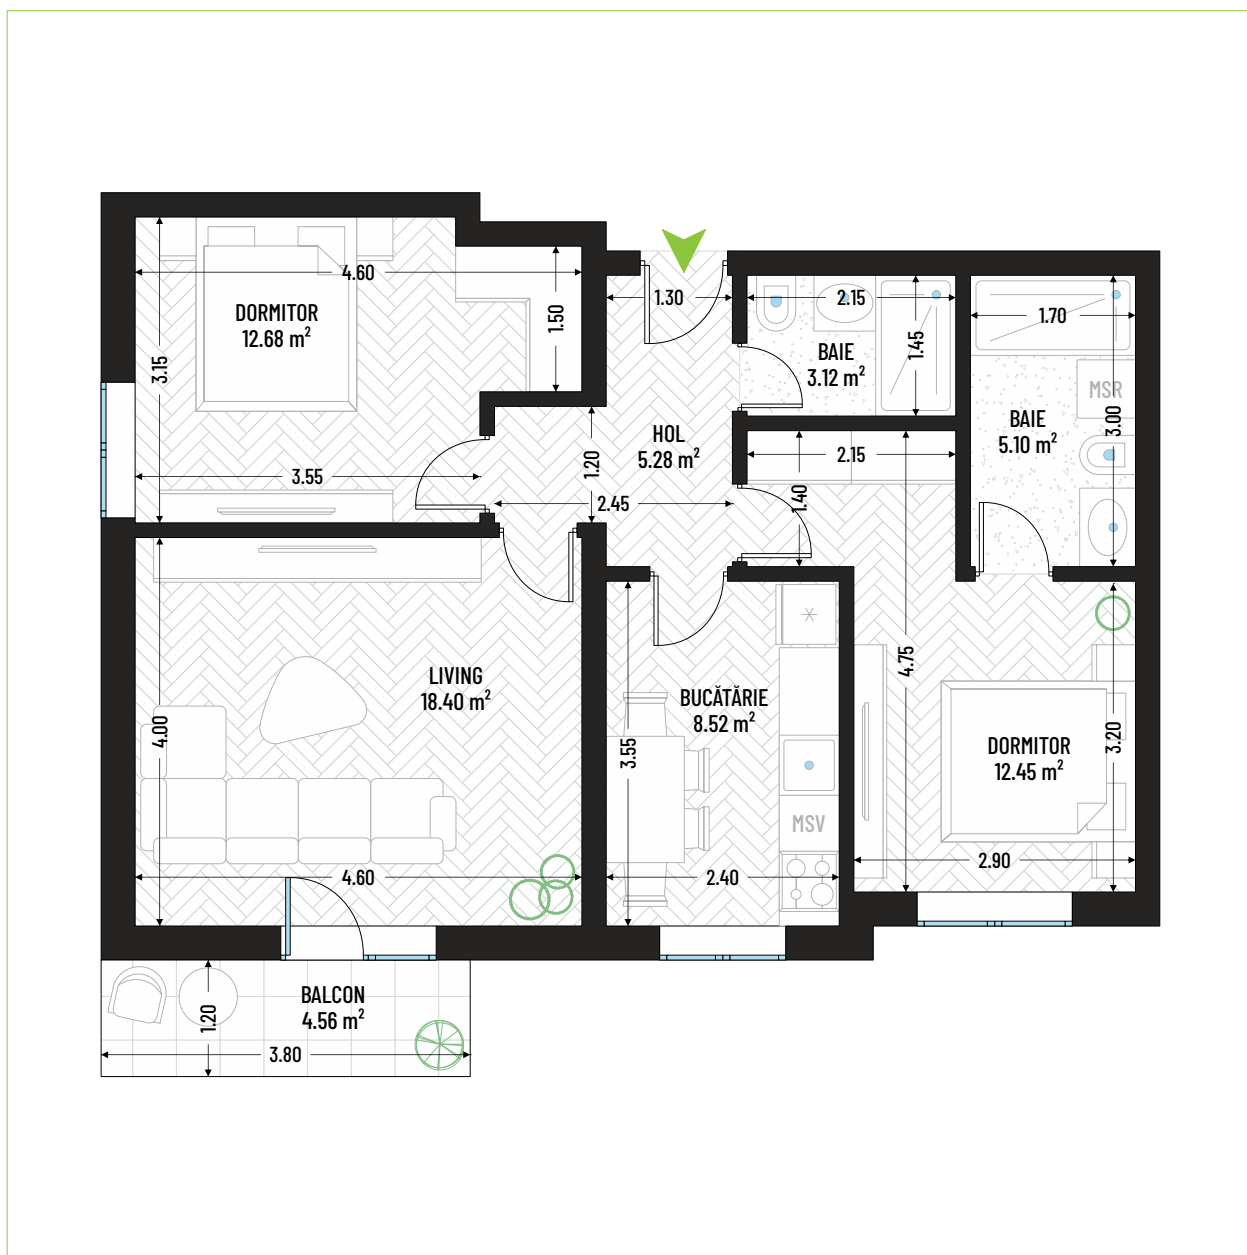 4.60
DORMITOR
12.68 m²
3.15
1.50
3.55
1.30
HOL
5.28 m²
1.20
2.45
2.15
BAIE
3.12 m²
1.45
1.70
MSR
BAIE
5.10 m²
3.00
2.15
1.40
4.75
LIVING
18.40 m²
4.00
4.60
BUCĂTĂRIE
8.52 m²
3.55
MSV
2.40
DORMITOR
12.45 m²
3.20
2.90
BALCON
4.56 m²
1.20
3.80